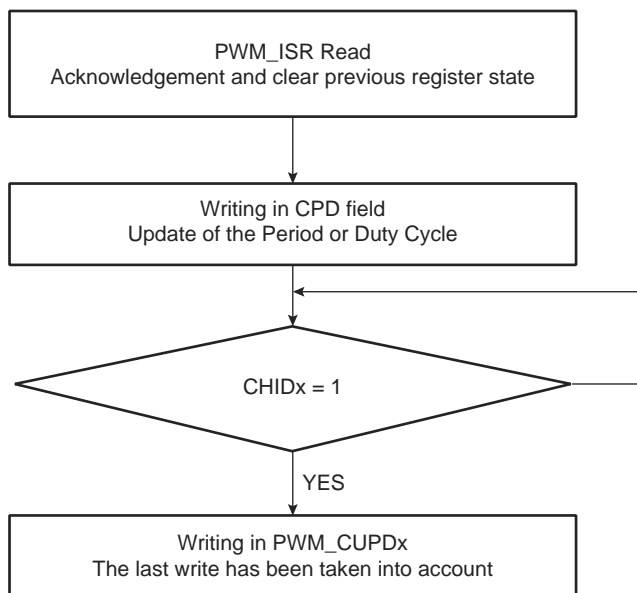 PWM_ISR Read
Acknowledgement and clear previous register state
Writing in CPD field
Update of the Period or Duty Cycle
CHIDx = 1
YES
Writing in PWM_CUPDx
The last write has been taken into account